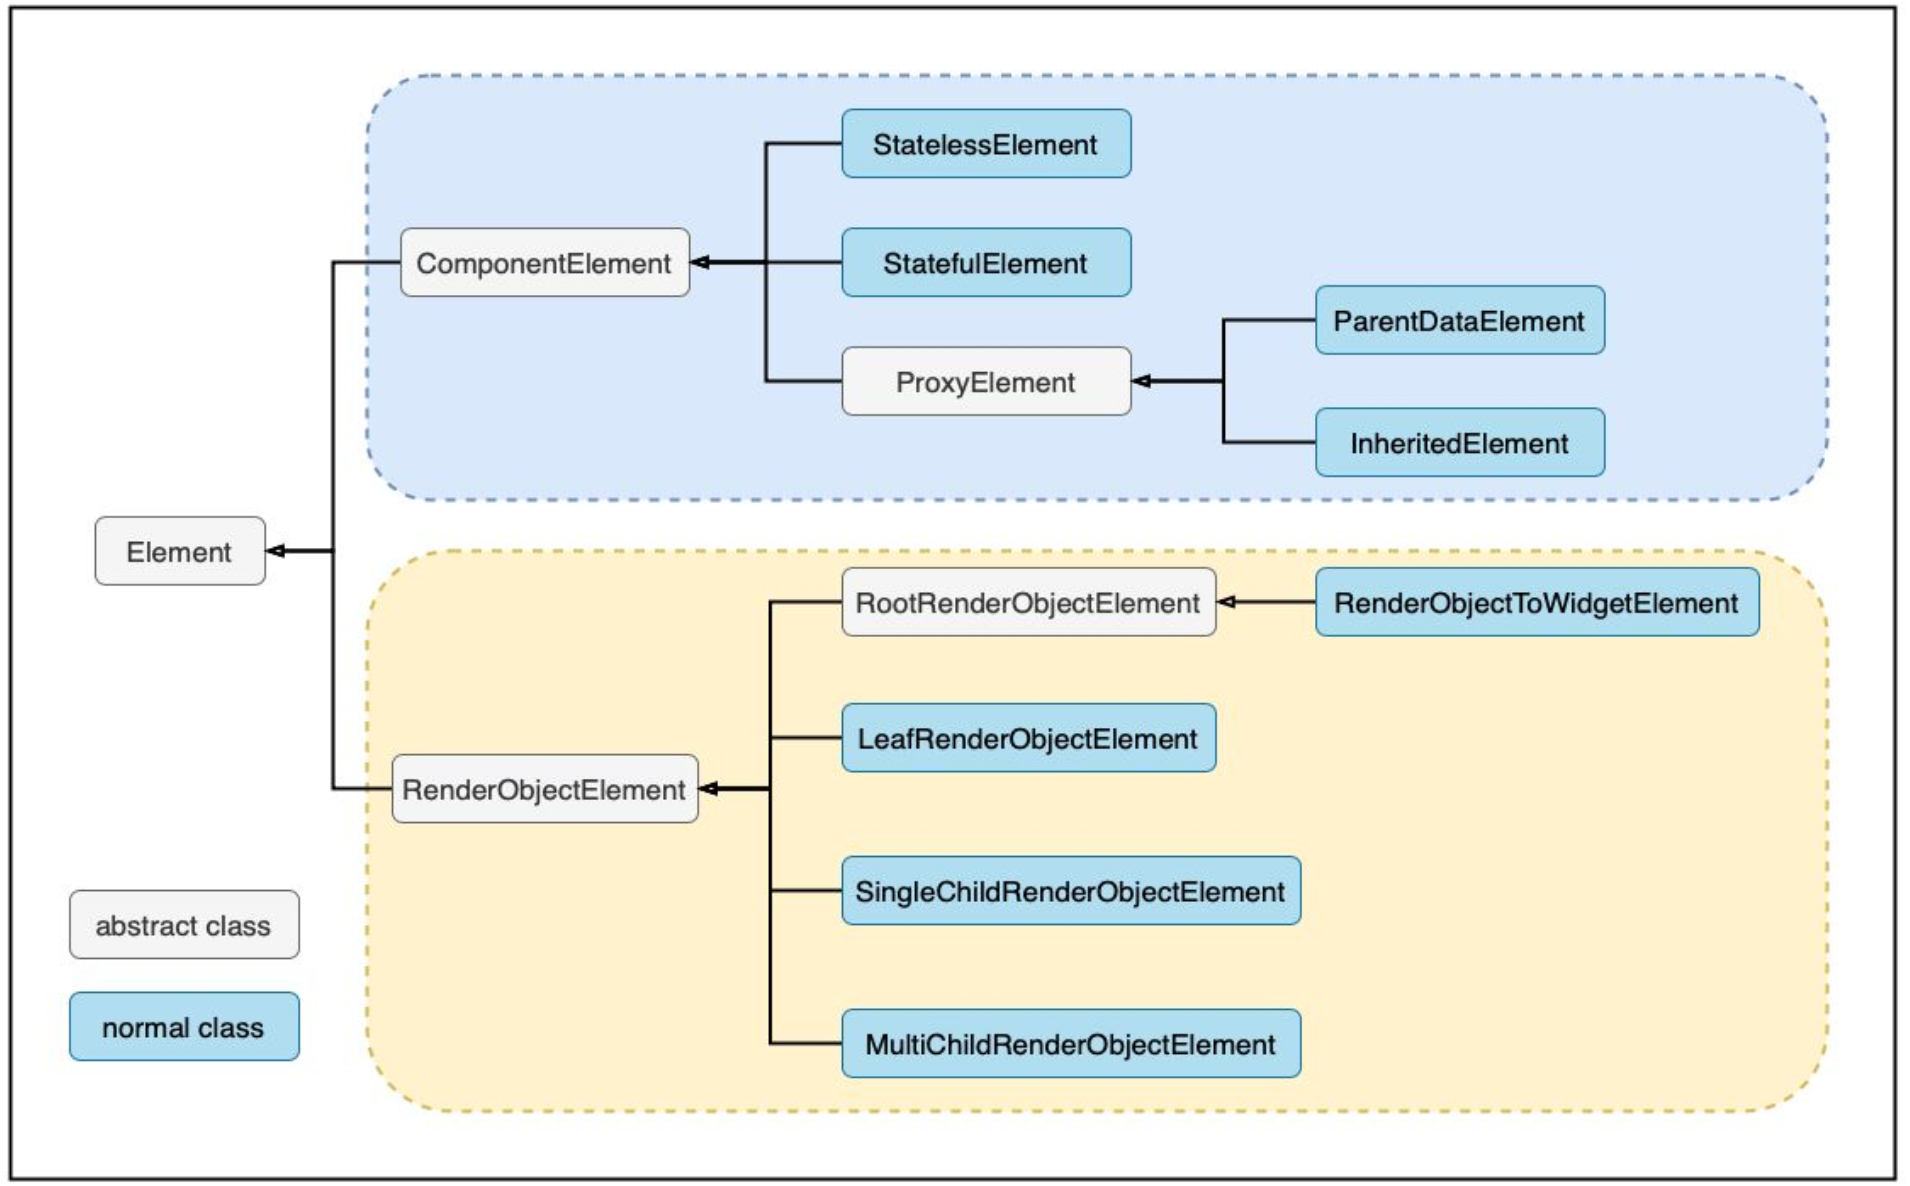 StatelessElement
ComponentElement
StatefulElement
ParentDataElement
ProxyElement
InheritedElement
Element
RootRenderObjectElement
RenderObjectToWidgetElement
LeafRenderObjectElement
RenderObjectElement
SingleChildRenderObjectElement
abstract class
normal class
MultiChildRenderObjectElement